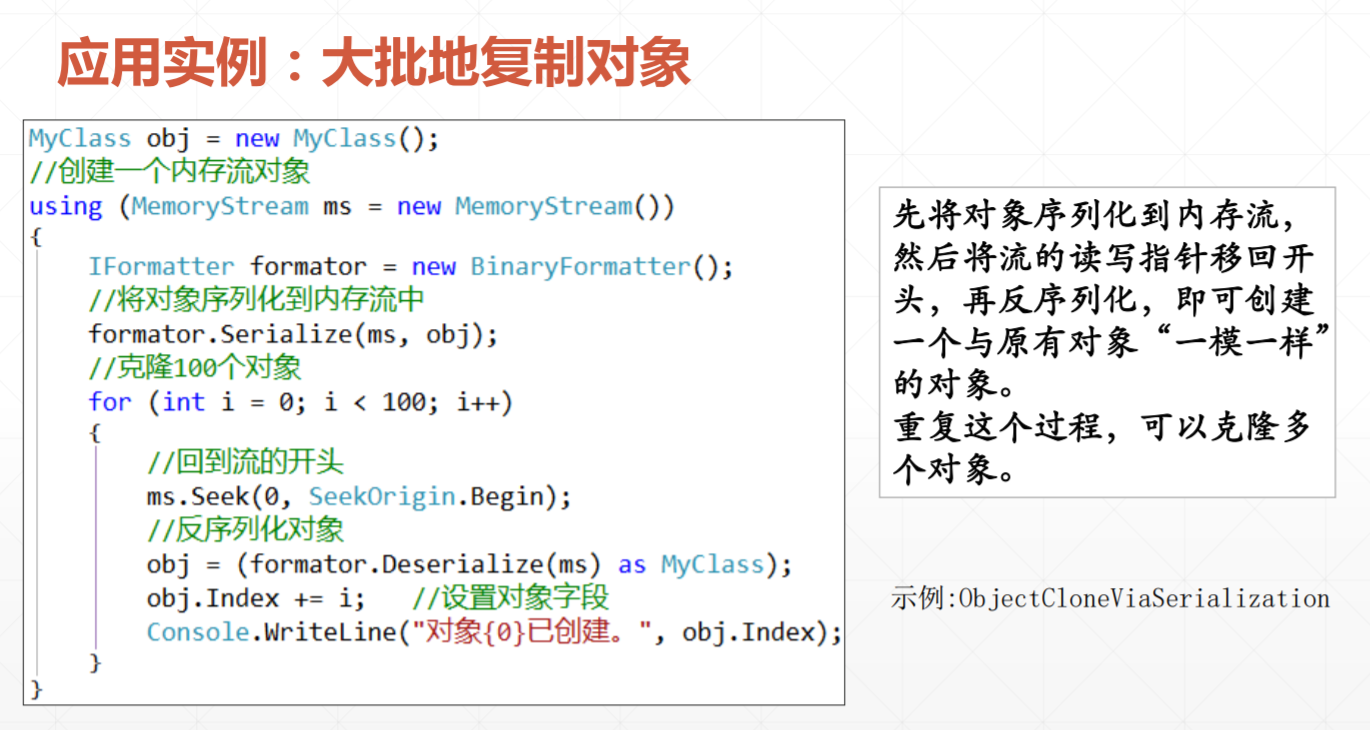 应用实例：大批地复制对象
MyClass obj = new MyClass();
//创建一个内存流对象
using (MemoryStream ms = new MemoryStream())
{
IFormatter formator = new BinaryFormatter();
//将对象序列化到内存流中
formator.Serialize(ms, obj);
//克隆100个对象
for (int i = 0; i < 100; i++)
{
//回到流的开头
ms.Seek(0, SeekOrigin.Begin);
//反序列化对象
obj = (formator.Deserialize(ms) as MyClass);
obj.Index += i;   //设置对象字段
Console.WriteLine("对象{0}已创建。", obj.Index);
}
}
先将对象序列化到内存流，
然后将流的读写指针移回开
头，再反序列化，即可创建
一个与原有对象“一模一样”
的对象。
重复这个过程，可以克隆多
个对象。
示例:ObjectCloneViaSerialization